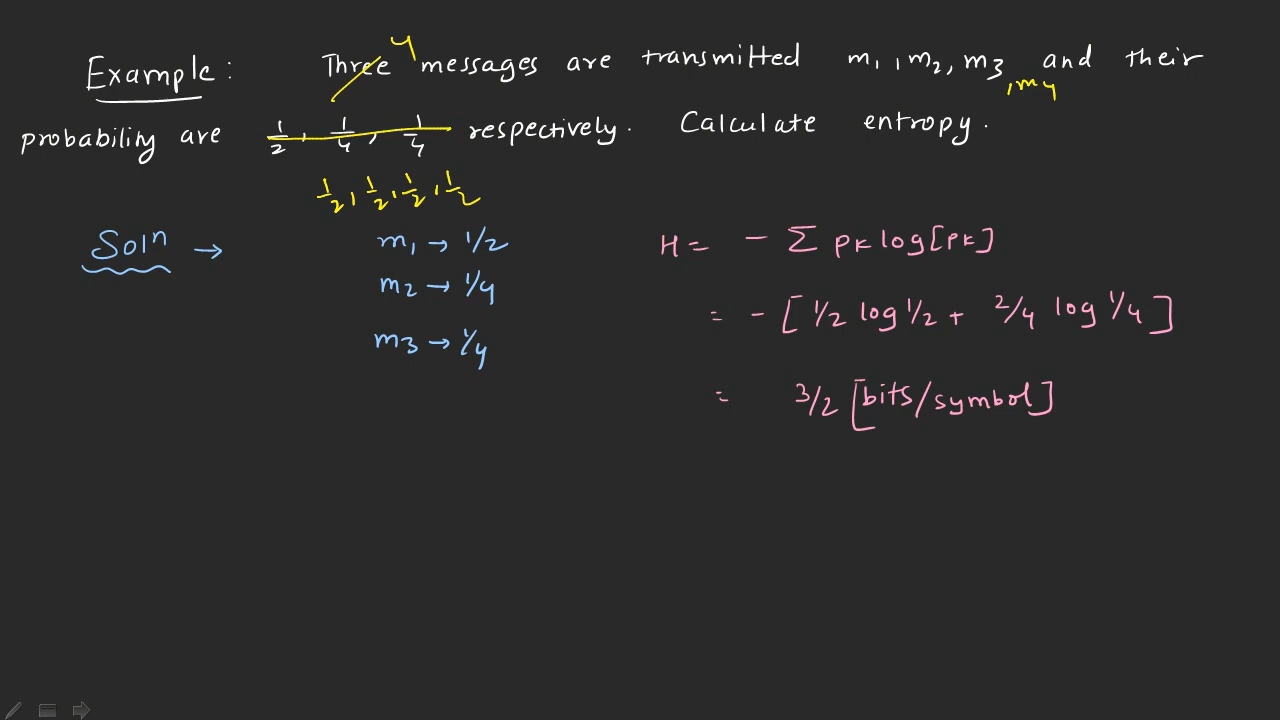 Example: Three 4 messages are transmitted m1, m2, m3, m4 and their
probability are 1/2, 1/4, 1/4 respectively. Calculate entropy.
1/2, 1/2, 1/2, 1/2
Soln → m1 → 1/2
m2 → 1/4
m3 → 1/4
H = - Σ pk log[pk]
= - [1/2 log 1/2 + 2/4 log 1/4]
= 3/2 [bits/symbol]